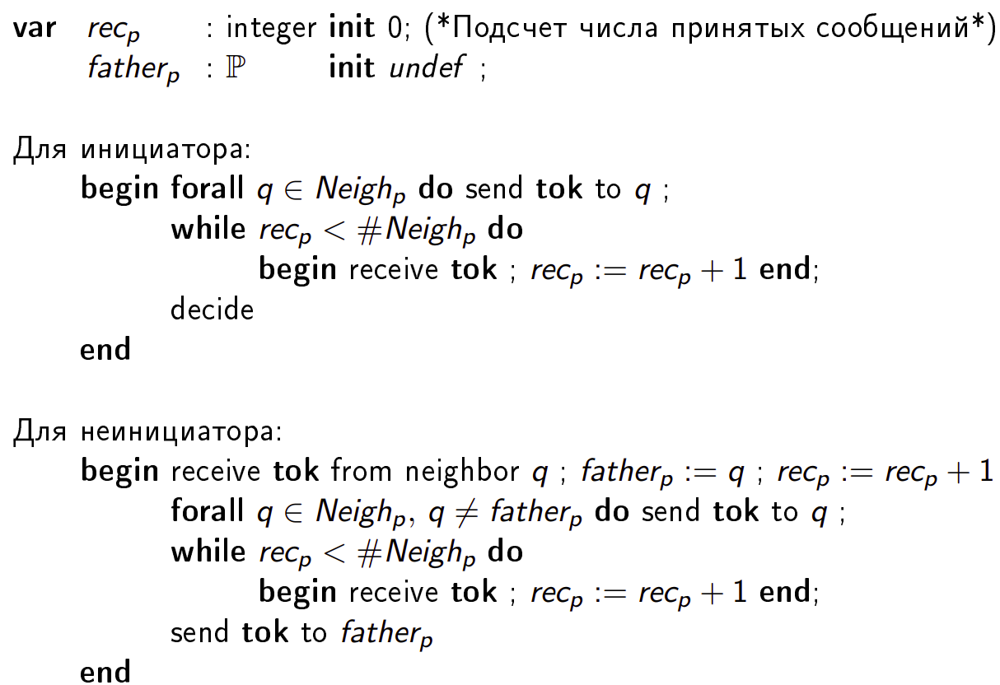 var rec_p : integer init 0; (*Подсчет числа принятых сообщений*)
father_p : ℙ init undef ;
Для инициатора:
begin forall q ∈ Neigh_p do send tok to q ;
while rec_p < #Neigh_p do
begin receive tok ; rec_p := rec_p + 1 end;
decide
end
Для неинициатора:
begin receive tok from neighbor q ; father_p := q ; rec_p := rec_p + 1
forall q ∈ Neigh_p, q ≠ father_p do send tok to q ;
while rec_p < #Neigh_p do
begin receive tok ; rec_p := rec_p + 1 end;
send tok to father_p
end